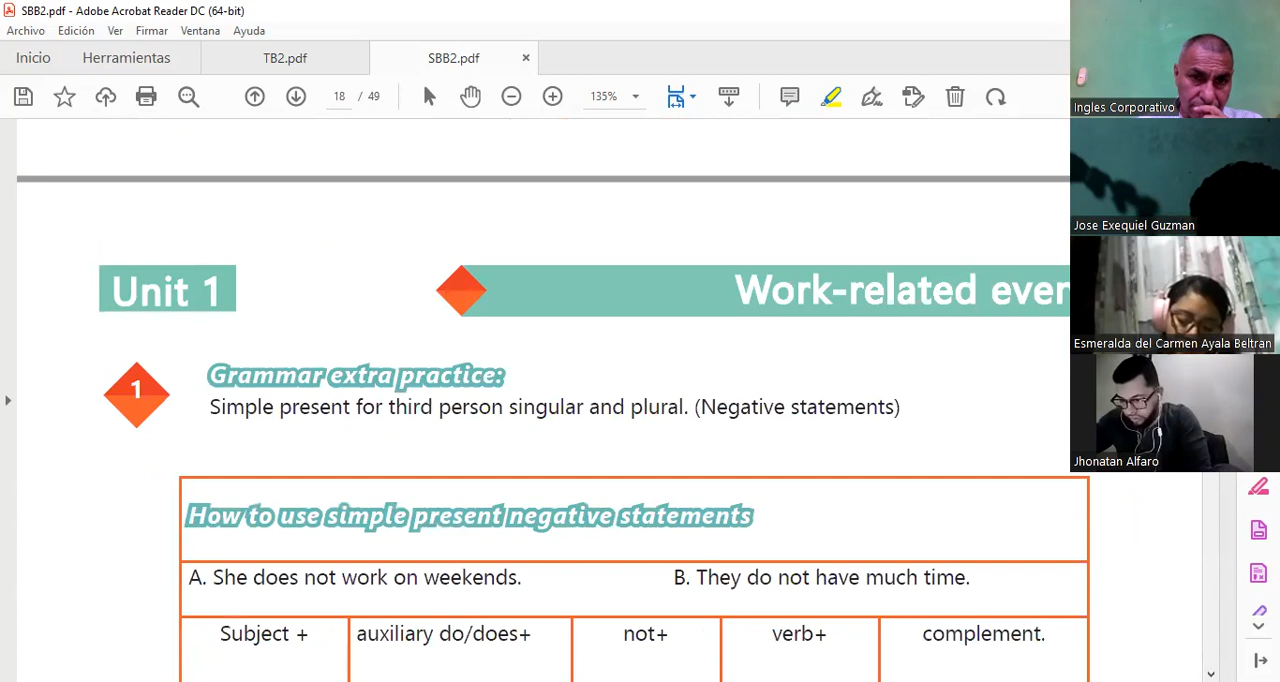 SBB2.pdf - Adobe Acrobat Reader DC (64-bit)
Archivo Edición Ver Firmar Ventana Ayuda
Inicio Herramientas TB2.pdf SBB2.pdf ×
18 / 49 135%
Ingles Corporativo
Jose Exequiel Guzman
Esmeralda del Carmen Ayala Beltran
Jhonatan Alfaro
Unit 1
Work-related even
1
Grammar extra practice:
Simple present for third person singular and plural. (Negative statements)
How to use simple present negative statements
A. She does not work on weekends. B. They do not have much time.
Subject + auxiliary do/does+ not+ verb+ complement.